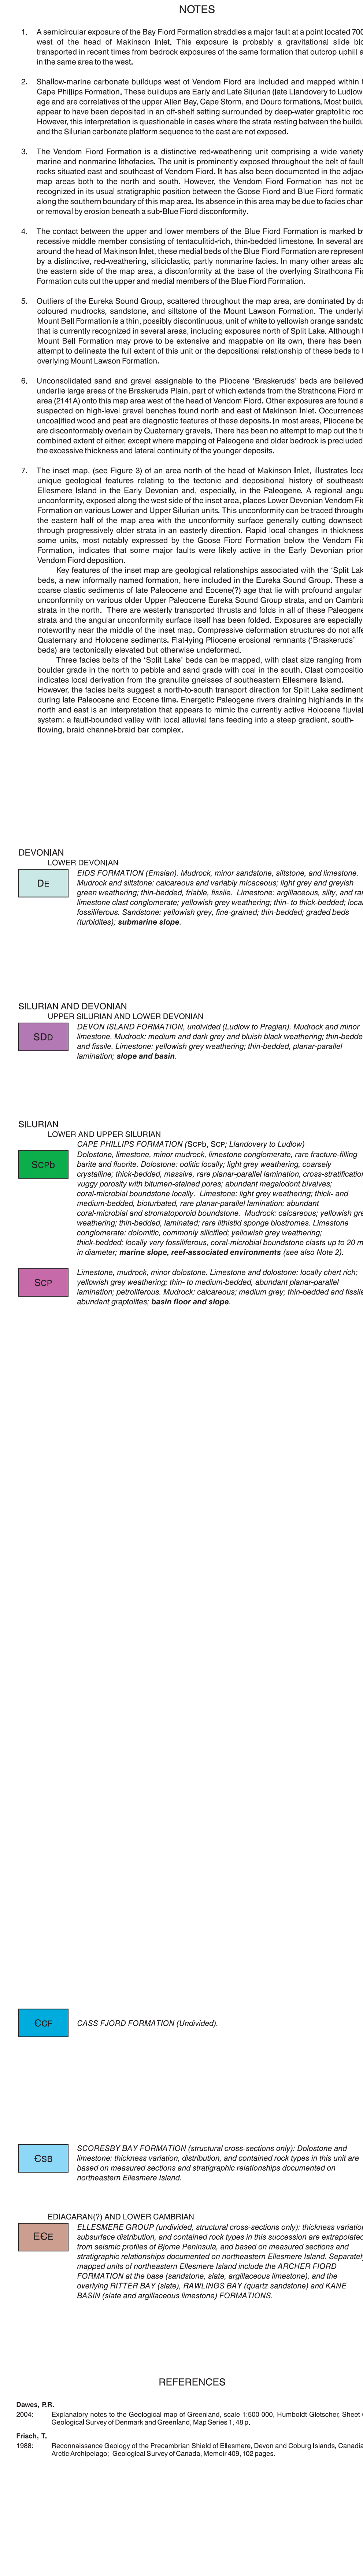 NOTES
1. A semicircular exposure of the Bay Fiord Formation straddles a major fault at a point located 700
west of the head of Makinson Inlet. This exposure is probably a gravitational slide blo
transported in recent times from bedrock exposures of the same formation that outcrop uphill a
in the same area to the west.
2. Shallow-marine carbonate buildups west of Vendom Fiord are included and mapped within
Cape Phillips Formation. These buildups are Early and Late Silurian (late Llandovery to Ludlow
age and are correlatives of the upper Allen Bay, Cape Storm, and Douro formations. Most buildu
appear to have been deposited in an off-shelf setting surrounded by deep-water graptolitic roc
However, this interpretation is questionable in cases where the strata resting between the buildu
and the Silurian carbonate platform sequence to the east are not exposed.
3. The Vendom Fiord Formation is a distinctive red-weathering unit comprising a wide variety
marine and nonmarine lithofacies. The unit is prominently exposed throughout the belt of fault
rocks situated east and southeast of Vendom Fiord. It has also been documented in the adjace
map areas both to the north and south. However, the Vendom Fiord Formation has not be
recognized in its usual stratigraphic position between the Goose Fiord and Blue Fiord formatio
along the southern boundary of this map area. Its absence in this area may be due to facies chan
or removal by erosion beneath a sub-Blue Fiord disconformity.
4. The contact between the upper and lower members of the Blue Fiord Formation is marked by
recessive middle member consisting of tentaculitid-rich, thin-bedded limestone. In several are
around the head of Makinson Inlet, these medial beds of the Blue Fiord Formation are represent
by a distinctive, red-weathering, siliciclastic, partly nonmarine facies. In many other areas alo
the eastern side of the map area, a disconformity at the base of the overlying Strathcona Fio
Formation cuts out the upper and medial members of the Blue Fiord Formation.
5. Outliers of the Eureka Sound Group, scattered throughout the map area, are dominated by da
coloured mudrocks, sandstone, and siltstone of the Mount Lawson Formation. The underlyi
Mount Bell Formation is a thin, possibly discontinuous, unit of white to yellowish orange sandsto
that is currently recognized in several areas, including exposures north of Split Lake. Although t
Mount Bell Formation may prove to be extensive and mappable on its own, there has been
attempt to delineate the full extent of this unit or the depositional relationship of these beds to t
overlying Mount Lawson Formation.
6. Unconsolidated sand and gravel assignable to the Pliocene 'Braskeruds' beds are believed
underlie large areas of the Braskeruds Plain, part of which extends from the Strathcona Fiord m
area (2141A) onto this map area west of the head of Vendom Fiord. Other exposures are found a
suspected on high-level gravel benches found north and east of Makinson Inlet. Occurrences
uncoalified wood and peat are diagnostic features of these deposits. In most areas, Pliocene be
are disconformably overlain by Quaternary gravels. There has been no attempt to map out the tr
combined extent of either, except where mapping of Paleogene and older bedrock is precluded
the excessive thickness and lateral continuity of the younger deposits.
7. The inset map, (see Figure 3) of an area north of the head of Makinson Inlet, illustrates loca
unique geological features relating to the tectonic and depositional history of southeaste
Ellesmere Island in the Early Devonian and, especially, in the Paleogene. A regional angu
unconformity, exposed along the west side of the inset area, places Lower Devonian Vendom Fio
Formation on various Lower and Upper Silurian units. This unconformity can be traced throughc
the eastern half of the map area with the unconformity surface generally cutting downsecti
through progressively older strata in an easterly direction. Rapid local changes in thickness
some units, most notably expressed by the Goose Fiord Formation below the Vendom Fio
Formation, indicates that some major faults were likely active in the Early Devonian prior
Vendom Fiord deposition.
Key features of the inset map are geological relationships associated with the 'Split Lak
beds, a new informally named formation, here included in the Eureka Sound Group. These a
coarse clastic sediments of late Paleocene and Eocene(?) age that lie with profound angular
unconformity on various older Upper Paleocene Eureka Sound Group strata, and on Cambria
strata in the north. There are westerly transported thrusts and folds in all of these Paleogene
strata and the angular unconformity surface itself has been folded. Exposures are especially
noteworthy near the middle of the inset map. Compressive deformation structures do not affe
Quaternary and Holocene sediments. Flat-lying Pliocene erosional remnants ('Braskeruds'
beds) are tectonically elevated but otherwise undeformed.
Three facies belts of the 'Split Lake' beds can be mapped, with clast size ranging from
boulder grade in the north to pebble and sand grade with coal in the south. Clast compositio
indicates local derivation from the granulite gneisses of southeastern Ellesmere Island.
However, the facies belts suggest a north-to-south transport direction for Split Lake sediment
during late Paleocene and Eocene time. Energetic Paleogene rivers draining highlands in the
north and east is an interpretation that appears to mimic the currently active Holocene fluvial
system: a fault-bounded valley with local alluvial fans feeding into a steep gradient, south-
flowing, braid channel-braid bar complex.
DEVONIAN
LOWER DEVONIAN
DE
EIDS FORMATION (Emsian). Mudrock, minor sandstone, siltstone, and limestone.
Mudrock and siltstone: calcareous and variably micaceous; light grey and greyish
green weathering; thin-bedded, friable, fissile. Limestone: argillaceous, silty, and rar
limestone clast conglomerate; yellowish grey weathering; thin- to thick-bedded; local
fossiliferous. Sandstone: yellowish grey, fine-grained; thin-bedded; graded beds
(turbidites); submarine slope.
SILURIAN AND DEVONIAN
UPPER SILURIAN AND LOWER DEVONIAN
SDD
DEVON ISLAND FORMATION, undivided (Ludlow to Pragian). Mudrock and minor
limestone. Mudrock: medium and dark grey and bluish black weathering; thin-bedde
and fissile. Limestone: yellowish grey weathering; thin-bedded, planar-parallel
lamination; slope and basin.
SILURIAN
LOWER AND UPPER SILURIAN
CAPE PHILLIPS FORMATION (SCPb, SCP; Llandovery to Ludlow)
SCPb
Dolostone, limestone, minor mudrock, limestone conglomerate, rare fracture-filling
barite and fluorite. Dolostone: oolitic locally; light grey weathering, coarsely
crystalline; thick-bedded, massive, rare planar-parallel lamination, cross-stratification
vuggy porosity with bitumen-stained pores; abundant megalodont bivalves;
coral-microbial boundstone locally. Limestone: light grey weathering; thick- and
medium-bedded, bioturbated, rare planar-parallel lamination; abundant
coral-microbial and stromatoporoid boundstone. Mudrock: calcareous; yellowish gre
weathering; thin-bedded, laminated; rare lithistid sponge biostromes. Limestone
conglomerate: dolomitic, commonly silicified; yellowish grey weathering;
thick-bedded; locally very fossiliferous, coral-microbial boundstone clasts up to 20 m
in diameter; marine slope, reef-associated environments (see also Note 2).
SCP
Limestone, mudrock, minor dolostone. Limestone and dolostone: locally chert rich;
yellowish grey weathering; thin- to medium-bedded, abundant planar-parallel
lamination; petroliferous. Mudrock: calcareous; medium grey; thin-bedded and fissile
abundant graptolites; basin floor and slope.
ЄCF
CASS FJORD FORMATION (Undivided).
ЄSB
SCORESBY BAY FORMATION (structural cross-sections only): Dolostone and
limestone: thickness variation, distribution, and contained rock types in this unit are
based on measured sections and stratigraphic relationships documented on
northeastern Ellesmere Island.
EDIACARAN(?) AND LOWER CAMBRIAN
EЄE
ELLESMERE GROUP (undivided, structural cross-sections only): thickness variation
subsurface distribution, and contained rock types in this succession are extrapolated
from seismic profiles of Bjorne Peninsula, and based on measured sections and
stratigraphic relationships documented on northeastern Ellesmere Island. Separately
mapped units of northeastern Ellesmere Island include the ARCHER FIORD
FORMATION at the base (sandstone, slate, argillaceous limestone), and the
overlying RITTER BAY (slate), RAWLINGS BAY (quartz sandstone) and KANE
BASIN (slate and argillaceous limestone) FORMATIONS.
REFERENCES
Dawes, P.R.
2004: Explanatory notes to the Geological map of Greenland, scale 1:500 000, Humboldt Gletscher, Sheet
Geological Survey of Denmark and Greenland, Map Series 1, 48 p.
Frisch, T.
1988: Reconnaissance Geology of the Precambrian Shield of Ellesmere, Devon and Coburg Islands, Canadia
Arctic Archipelago; Geological Survey of Canada, Memoir 409, 102 pages.